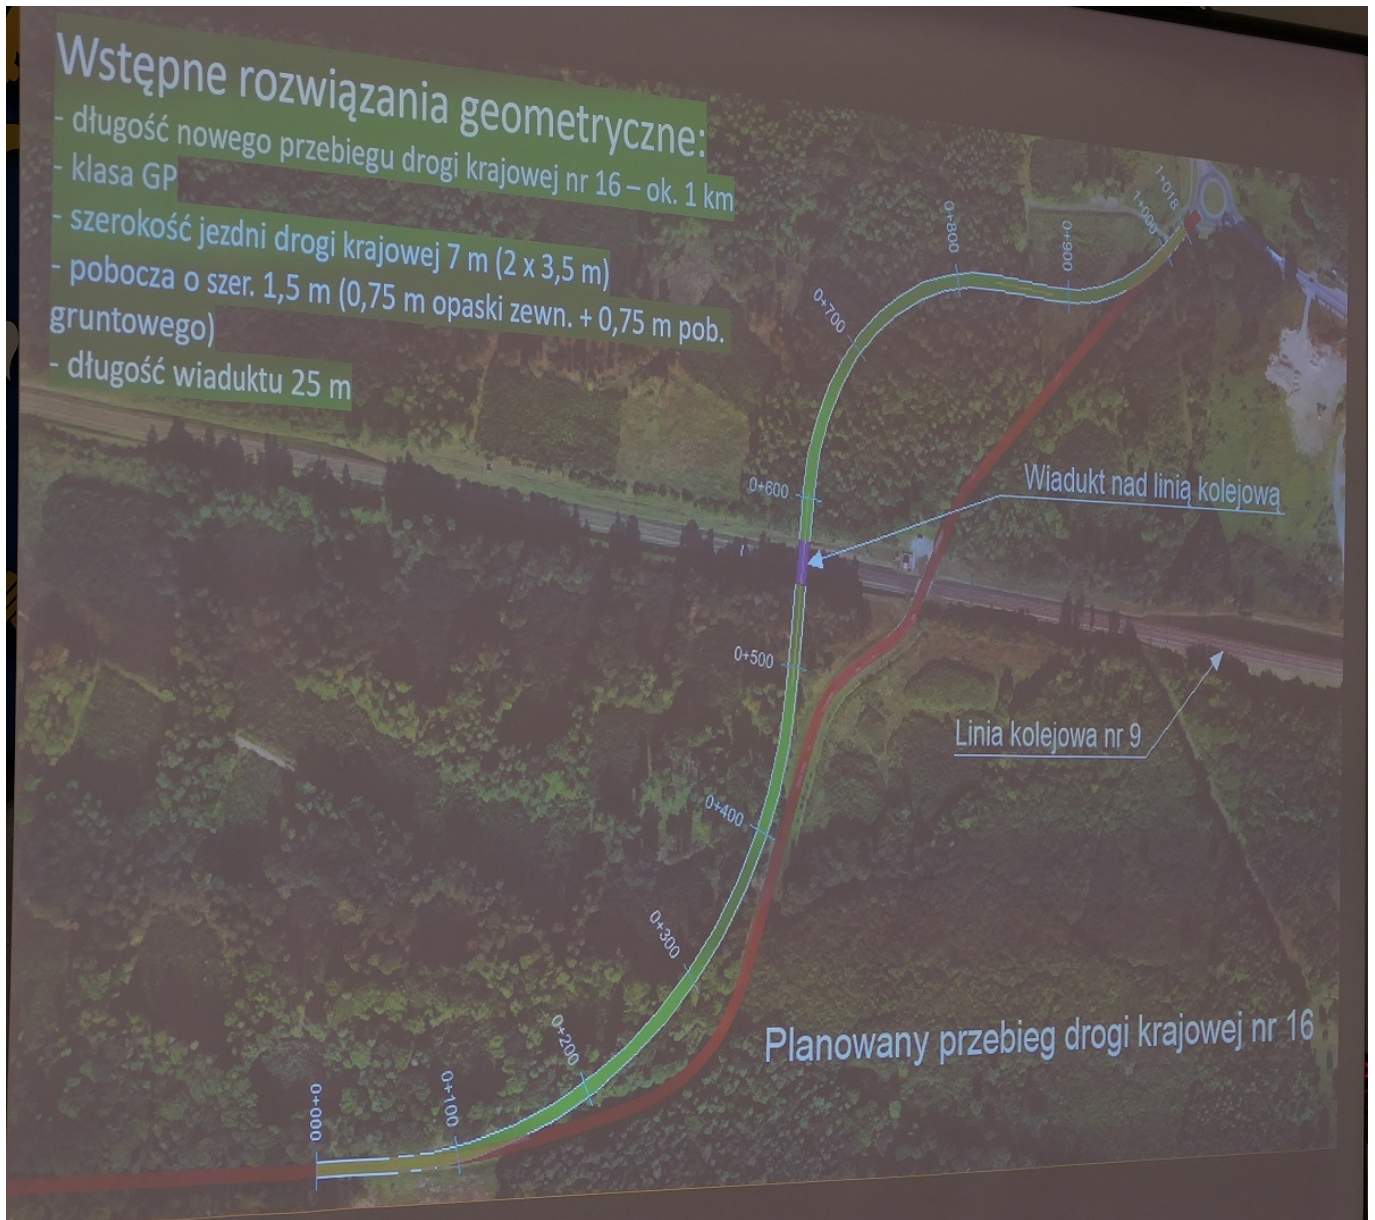 Wstępne rozwiązania geometryczne:
- długość nowego przebiegu drogi krajowej nr 16 – ok. 1 km
- klasa GP
- szerokość jezdni drogi krajowej 7 m (2 x 3,5 m)
- pobocza o szer. 1,5 m (0,75 m opaski zewn. + 0,75 m pob.
gruntowego)
- długość wiaduktu 25 m
1+018
1+000
0+900
0+800
0+700
0+600
Wiadukt nad linią kolejową
0+500
Linia kolejowa nr 9
0+400
0+300
0+200
Planowany przebieg drogi krajowej nr 16
0+100
0+000